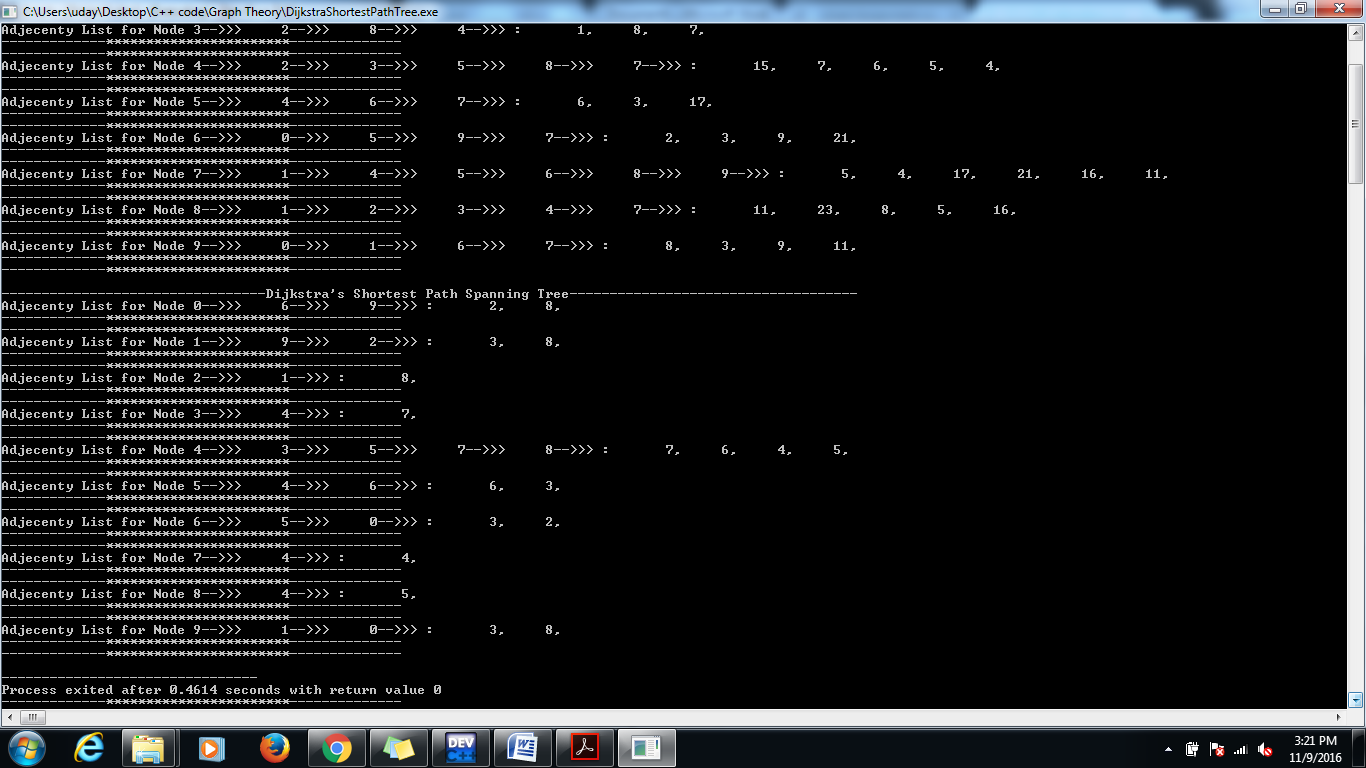 C:\Users\uday\Desktop\C++ code\Graph Theory\DijkstraShortestPathTree.exe
Adjecenty List for Node 3-->>> 2-->>> 8-->>> 4-->>> : 1, 8, 7,
-------------***********************--------------
Adjecenty List for Node 4-->>> 2-->>> 3-->>> 5-->>> 8-->>> 7-->>> : 15, 7, 6, 5, 4,
-------------***********************--------------
Adjecenty List for Node 5-->>> 4-->>> 6-->>> 7-->>> : 6, 3, 17,
-------------***********************--------------
Adjecenty List for Node 6-->>> 0-->>> 5-->>> 9-->>> 7-->>> : 2, 3, 9, 21,
-------------***********************--------------
Adjecenty List for Node 7-->>> 1-->>> 4-->>> 5-->>> 6-->>> 8-->>> 9-->>> : 5, 4, 17, 21, 16, 11,
-------------***********************--------------
Adjecenty List for Node 8-->>> 1-->>> 2-->>> 3-->>> 4-->>> 7-->>> : 11, 23, 8, 5, 16,
-------------***********************--------------
Adjecenty List for Node 9-->>> 0-->>> 1-->>> 6-->>> 7-->>> : 8, 3, 9, 11,
-------------***********************--------------
---------------------------------Dijkstra's Shortest Path Spanning Tree------------------------------------
Adjecenty List for Node 0-->>> 6-->>> 9-->>> : 2, 8,
-------------***********************--------------
Adjecenty List for Node 1-->>> 9-->>> 2-->>> : 3, 8,
-------------***********************--------------
Adjecenty List for Node 2-->>> 1-->>> : 8,
-------------***********************--------------
Adjecenty List for Node 3-->>> 4-->>> : 7,
-------------***********************--------------
Adjecenty List for Node 4-->>> 3-->>> 5-->>> 7-->>> 8-->>> : 7, 6, 4, 5,
-------------***********************--------------
Adjecenty List for Node 5-->>> 4-->>> 6-->>> : 6, 3,
-------------***********************--------------
Adjecenty List for Node 6-->>> 5-->>> 0-->>> : 3, 2,
-------------***********************--------------
Adjecenty List for Node 7-->>> 4-->>> : 4,
-------------***********************--------------
Adjecenty List for Node 8-->>> 4-->>> : 5,
-------------***********************--------------
Adjecenty List for Node 9-->>> 1-->>> 0-->>> : 3, 8,
-------------***********************--------------
--------------------------------
Process exited after 0.4614 seconds with return value 0
-------------***********************--------------
DEV C++
W
3:21 PM
11/9/2016